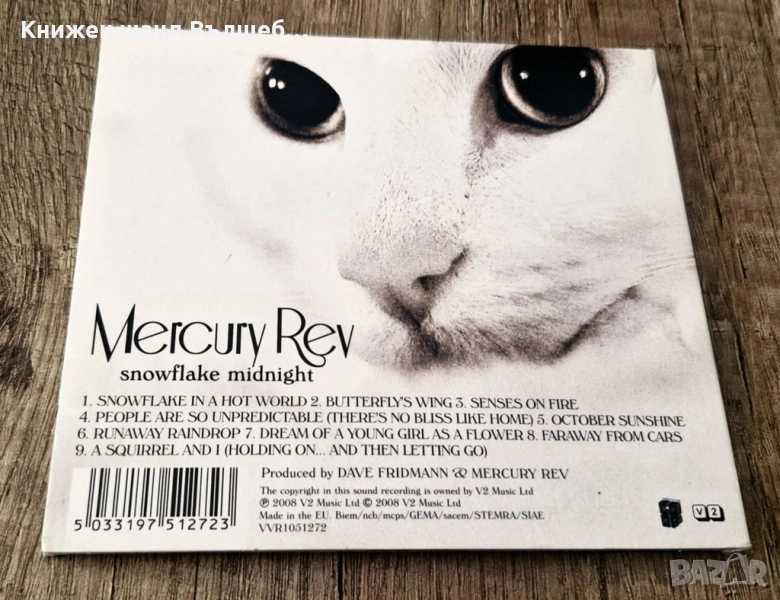 Книжен шанд Вълшеб...
Mercury Rev
snowflake midnight
1. SNOWFLAKE IN A HOT WORLD 2. BUTTERFLY'S WING 3. SENSES ON FIRE
4. PEOPLE ARE SO UNPREDICTABLE (THERE'S NO BLISS LIKE HOME) 5. OCTOBER SUNSHINE
6. RUNAWAY RAINDROP 7. DREAM OF A YOUNG GIRL AS A FLOWER 8. FARAWAY FROM CARS
9. A SQUIRREL AND I (HOLDING ON... AND THEN LETTING GO)
Produced by DAVE FRIDMANN & MERCURY REV
The copyright in this sound recording is owned by V2 Music Ltd
℗ 2008 V2 Music Ltd © 2008 V2 Music Ltd
Made in the EU. Biem/ncb/mcps/GEMA/sacem/STEMRA/SIAE
VVR1051272
5 033197 512723
V2
BAZAR